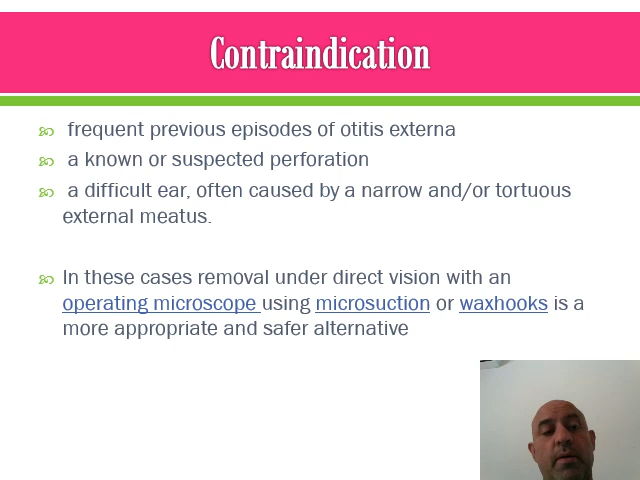 Contraindication
frequent previous episodes of otitis externa
a known or suspected perforation
a difficult ear, often caused by a narrow and/or tortuous
external meatus.
In these cases removal under direct vision with an
operating microscope using microsuction or waxhooks is a
more appropriate and safer alternative